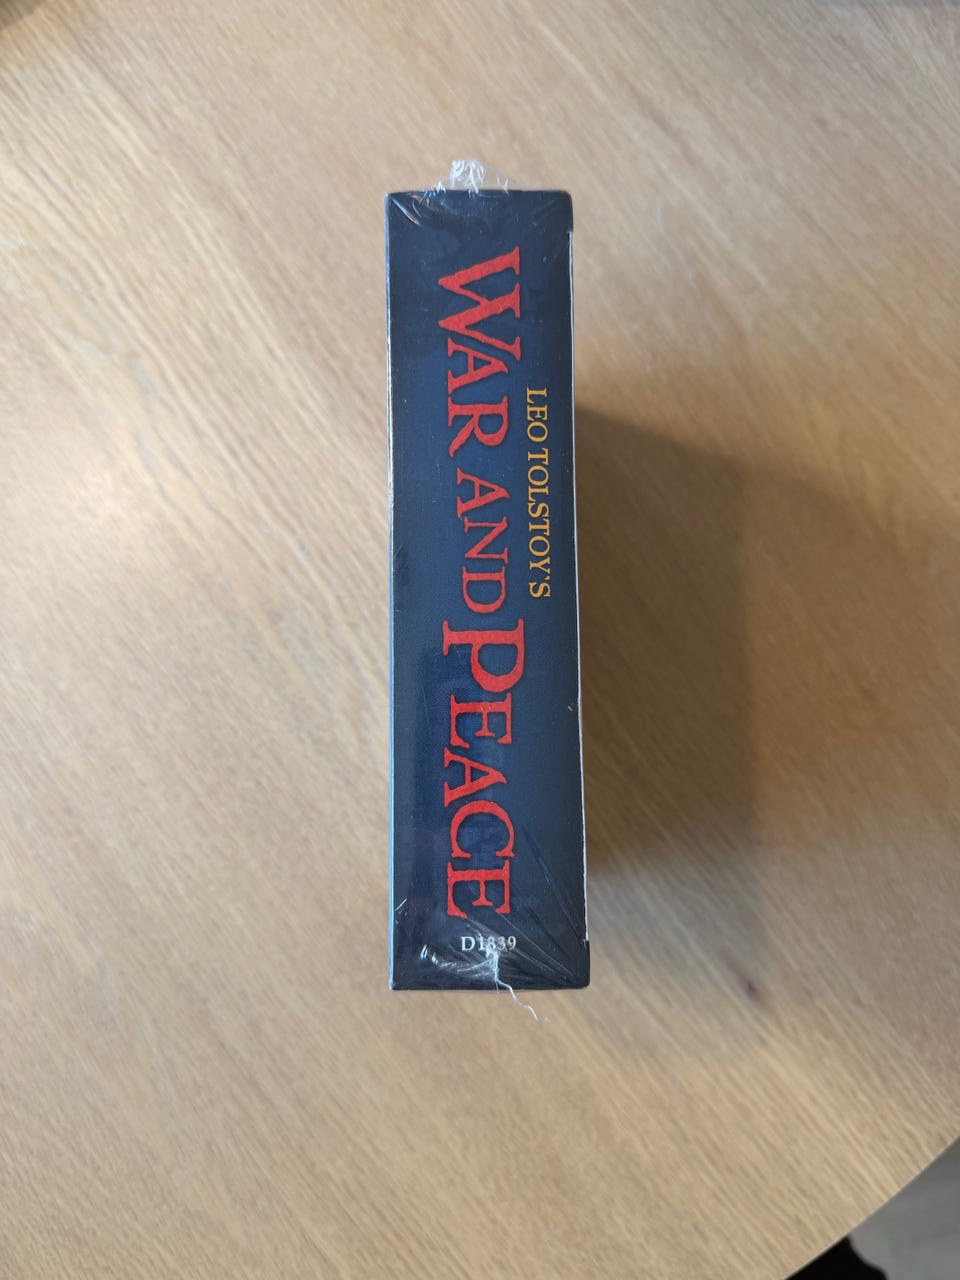 LEO TOLSTOY'S
WAR AND PEACE
D1839